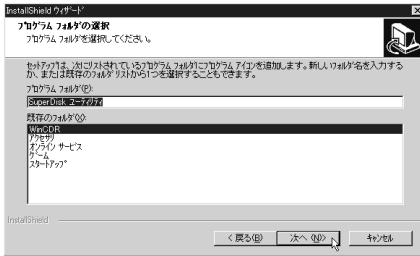 InstallShield ウィザード
プログラム フォルダの選択
プログラム フォルダを選択してください。
セットアップは、次にリストされているプログラム フォルダにプログラム アイコンを追加します。新しいフォルダ名を入力する
か、または既存のフォルダ リストから1つを選択することもできます。
プログラム フォルダ(P):
SuperDisk ユーティリティ
既存のフォルダ(X):
WinCDR
アクセサリ
オンライン サービス
ゲーム
スタートアップ
InstallShield
< 戻る(B)
次へ (N)>
キャンセル